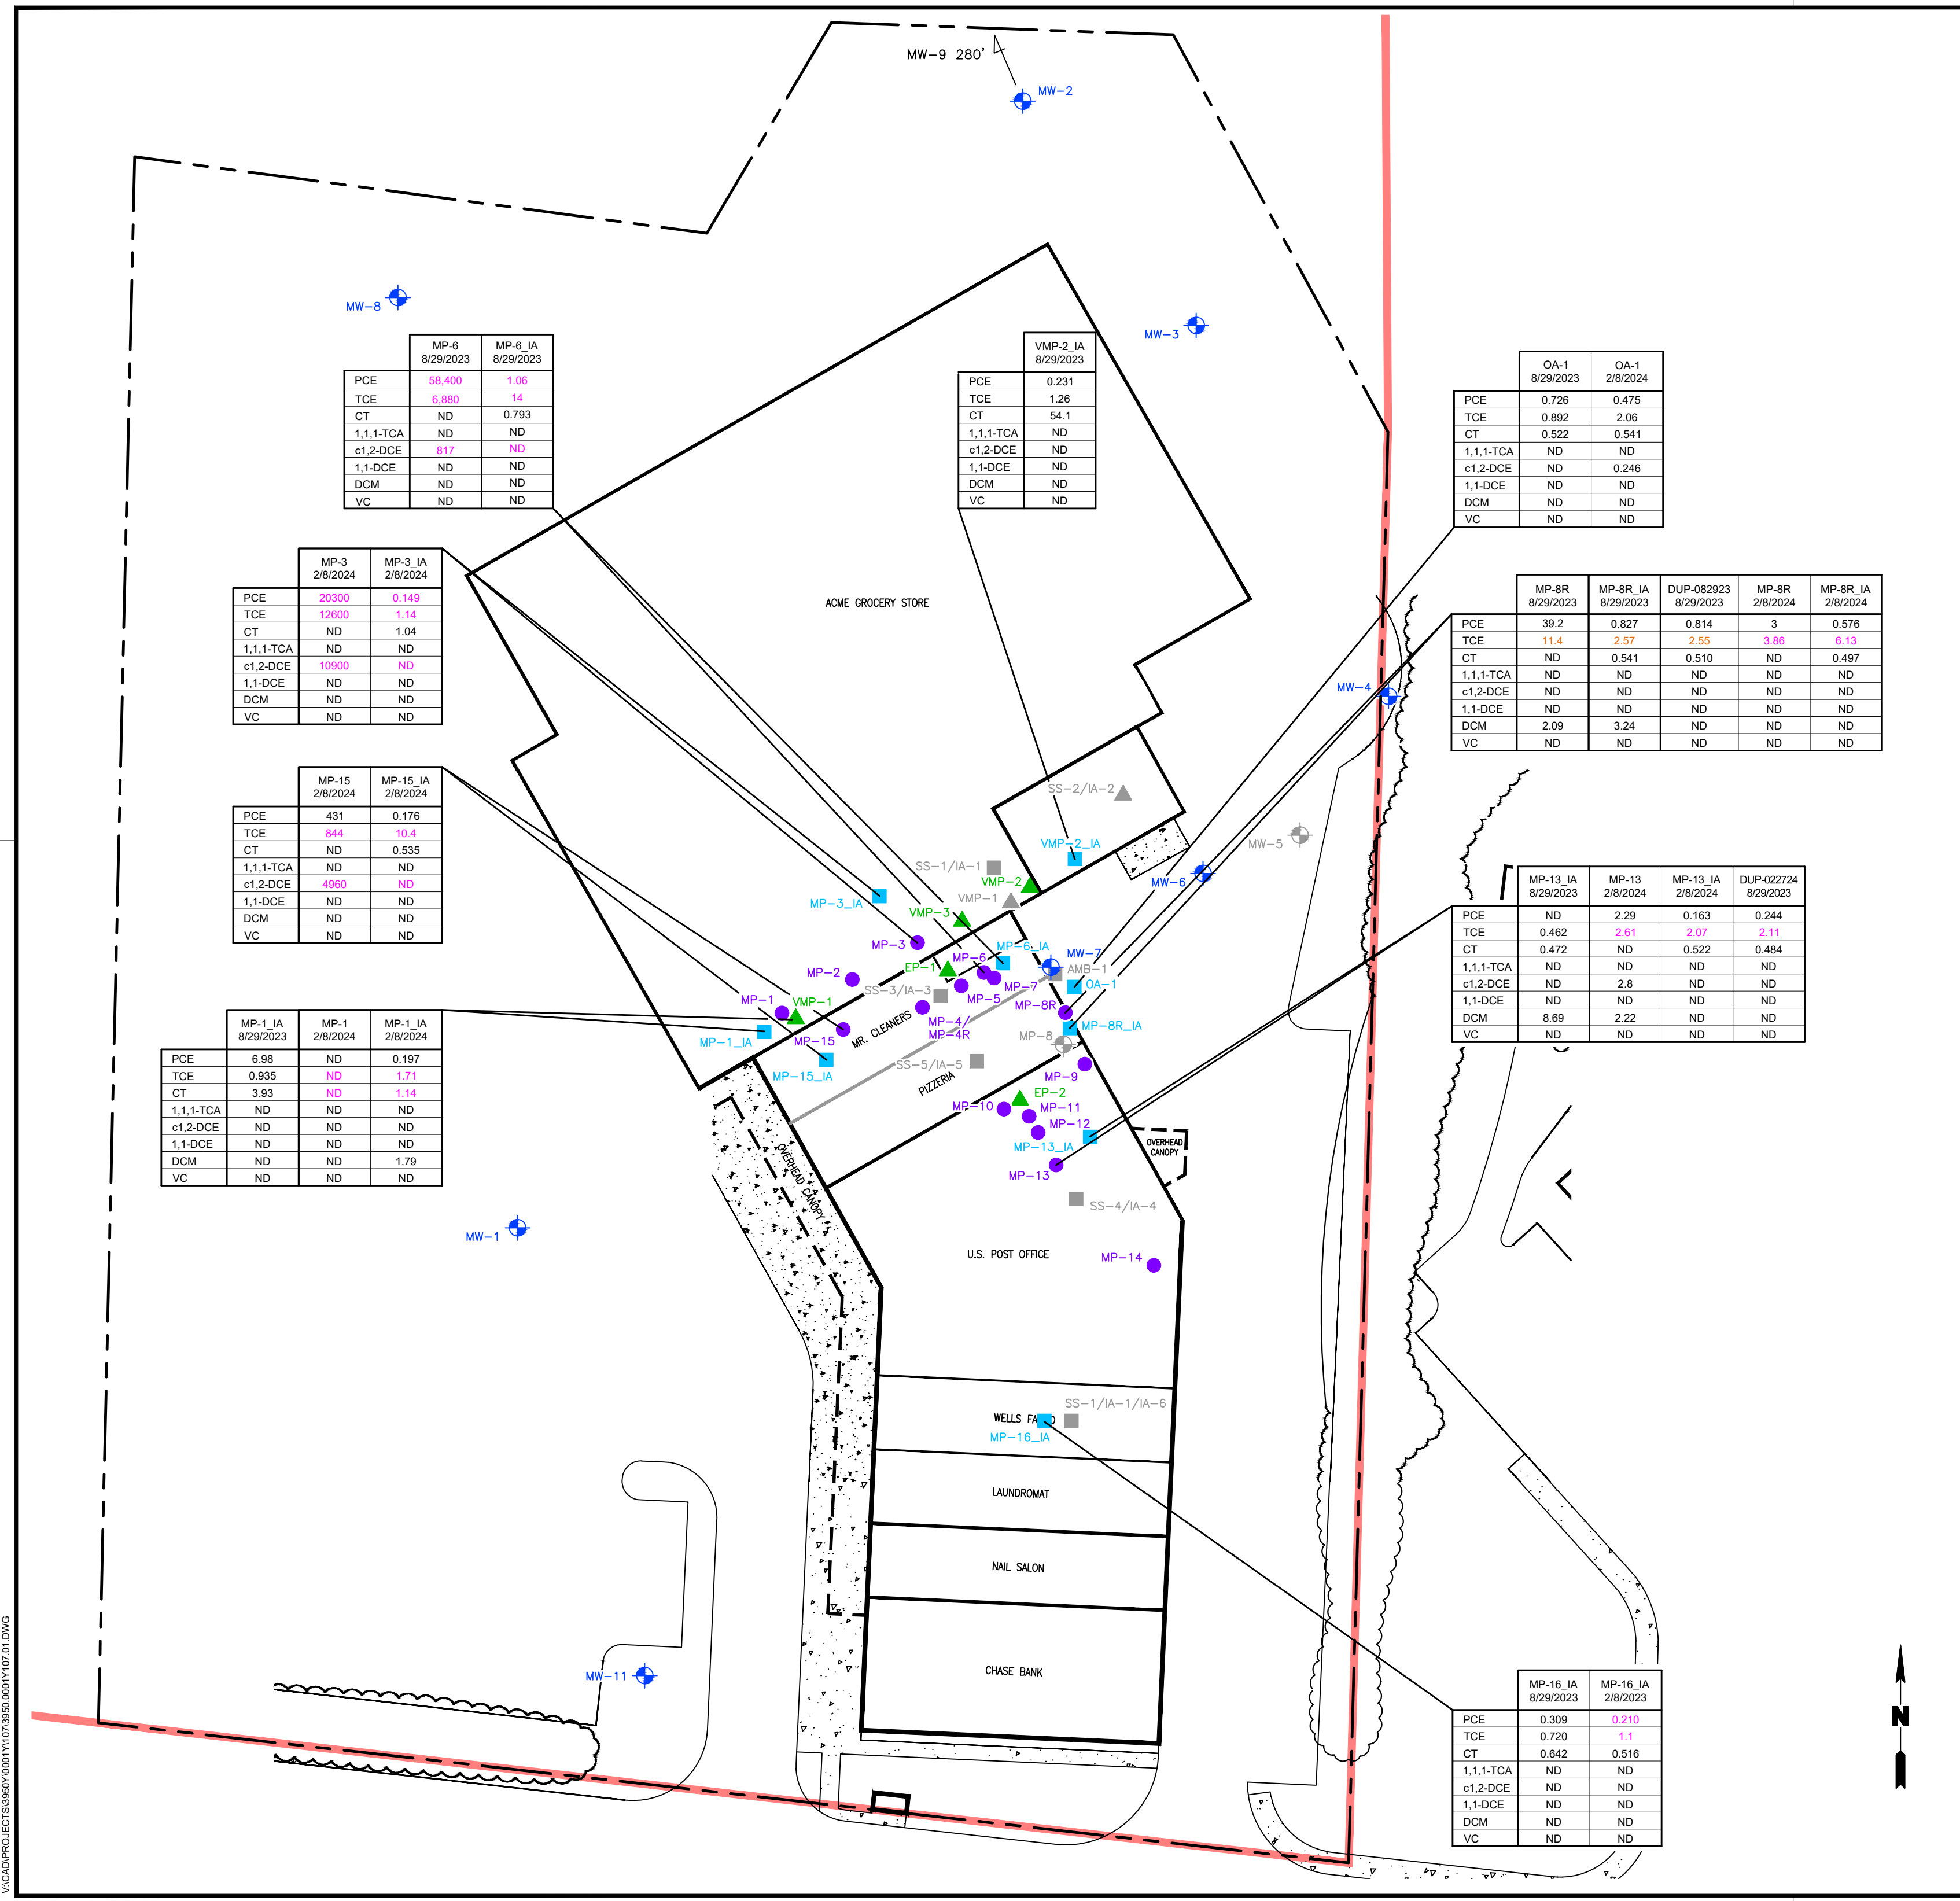 MW-9 280'
MW-2
MW-8
MW-3
MP-6 MP-6_IA
8/29/2023 8/29/2023
PCE 58,400 1.06
TCE 6,880 14
CT ND 0.793
1,1,1-TCA ND ND
c1,2-DCE 817 ND
1,1-DCE ND ND
DCM ND ND
VC ND ND
VMP-2_IA
8/29/2023
PCE 0.231
TCE 1.26
CT 54.1
1,1,1-TCA ND
c1,2-DCE ND
1,1-DCE ND
DCM ND
VC ND
OA-1 OA-1
8/29/2023 2/8/2024
PCE 0.726 0.475
TCE 0.892 2.06
CT 0.522 0.541
1,1,1-TCA ND ND
c1,2-DCE ND 0.246
1,1-DCE ND ND
DCM ND ND
VC ND ND
MP-3 MP-3_IA
2/8/2024 2/8/2024
PCE 20300 0.149
TCE 12600 1.14
CT ND 1.04
1,1,1-TCA ND ND
c1,2-DCE 10900 ND
1,1-DCE ND ND
DCM ND ND
VC ND ND
ACME GROCERY STORE
MP-8R MP-8R_IA DUP-082923 MP-8R MP-8R_IA
8/29/2023 8/29/2023 8/29/2023 2/8/2024 2/8/2024
PCE 39.2 0.827 0.814 3 0.576
TCE 11.4 2.57 2.55 3.86 6.13
CT ND 0.541 0.510 ND 0.497
1,1,1-TCA ND ND ND ND ND
c1,2-DCE ND ND ND ND ND
1,1-DCE ND ND ND ND ND
DCM 2.09 3.24 ND ND ND
VC ND ND ND ND ND
MW-4
MP-15 MP-15_IA
2/8/2024 2/8/2024
PCE 431 0.176
TCE 844 10.4
CT ND 0.535
1,1,1-TCA ND ND
c1,2-DCE 4960 ND
1,1-DCE ND ND
DCM ND ND
VC ND ND
SS-2/IA-2
VMP-2_IA
MW-5
MW-6
SS-1/IA-1
VMP-2
VMP-1
MP-3_IA
VMP-3
MP-3
MP-6_IA
MW-7
EP-1
MP-6
AMB-1
MP-2
MP-7
OA-1
SS-3/IA-3
MP-5
MP-1
VMP-1
MP-8R
MP-4/
MP-4R
MR. CLEANERS
MP-8R_IA
MP-15
MP-1_IA
MP-8
MP-15_IA
SS-5/IA-5
PIZZERIA
MP-9
MP-13_IA MP-13 MP-13_IA DUP-022724
8/29/2023 2/8/2024 2/8/2024 8/29/2023
PCE ND 2.29 0.163 0.244
TCE 0.462 2.61 2.07 2.11
CT 0.472 ND 0.522 0.484
1,1,1-TCA ND ND ND ND
c1,2-DCE ND 2.8 ND ND
1,1-DCE ND ND ND ND
DCM 8.69 2.22 ND ND
VC ND ND ND ND
MP-1_IA MP-1 MP-1_IA
8/29/2023 2/8/2024 2/8/2024
PCE 6.98 ND 0.197
TCE 0.935 ND 1.71
CT 3.93 ND 1.14
1,1,1-TCA ND ND ND
c1,2-DCE ND ND ND
1,1-DCE ND ND ND
DCM ND ND 1.79
VC ND ND ND
EP-2
MP-10
MP-11
MP-12
MP-13_IA
OVERHEAD
CANOPY
MP-13
OVERHEAD CANOPY
SS-4/IA-4
MW-1
U.S. POST OFFICE
MP-14
SS-1/IA-1/IA-6
WELLS FA O
MP-16_IA
LAUNDROMAT
NAIL SALON
CHASE BANK
MW-11
MP-16_IA MP-16_IA
8/29/2023 2/8/2023
PCE 0.309 0.210
TCE 0.720 1.1
CT 0.642 0.516
1,1,1-TCA ND ND
c1,2-DCE ND ND
1,1-DCE ND ND
DCM ND ND
VC ND ND
N
V:\CAD\PROJECTS\3950Y\0001Y\107\3950.0001Y107.01.DWG